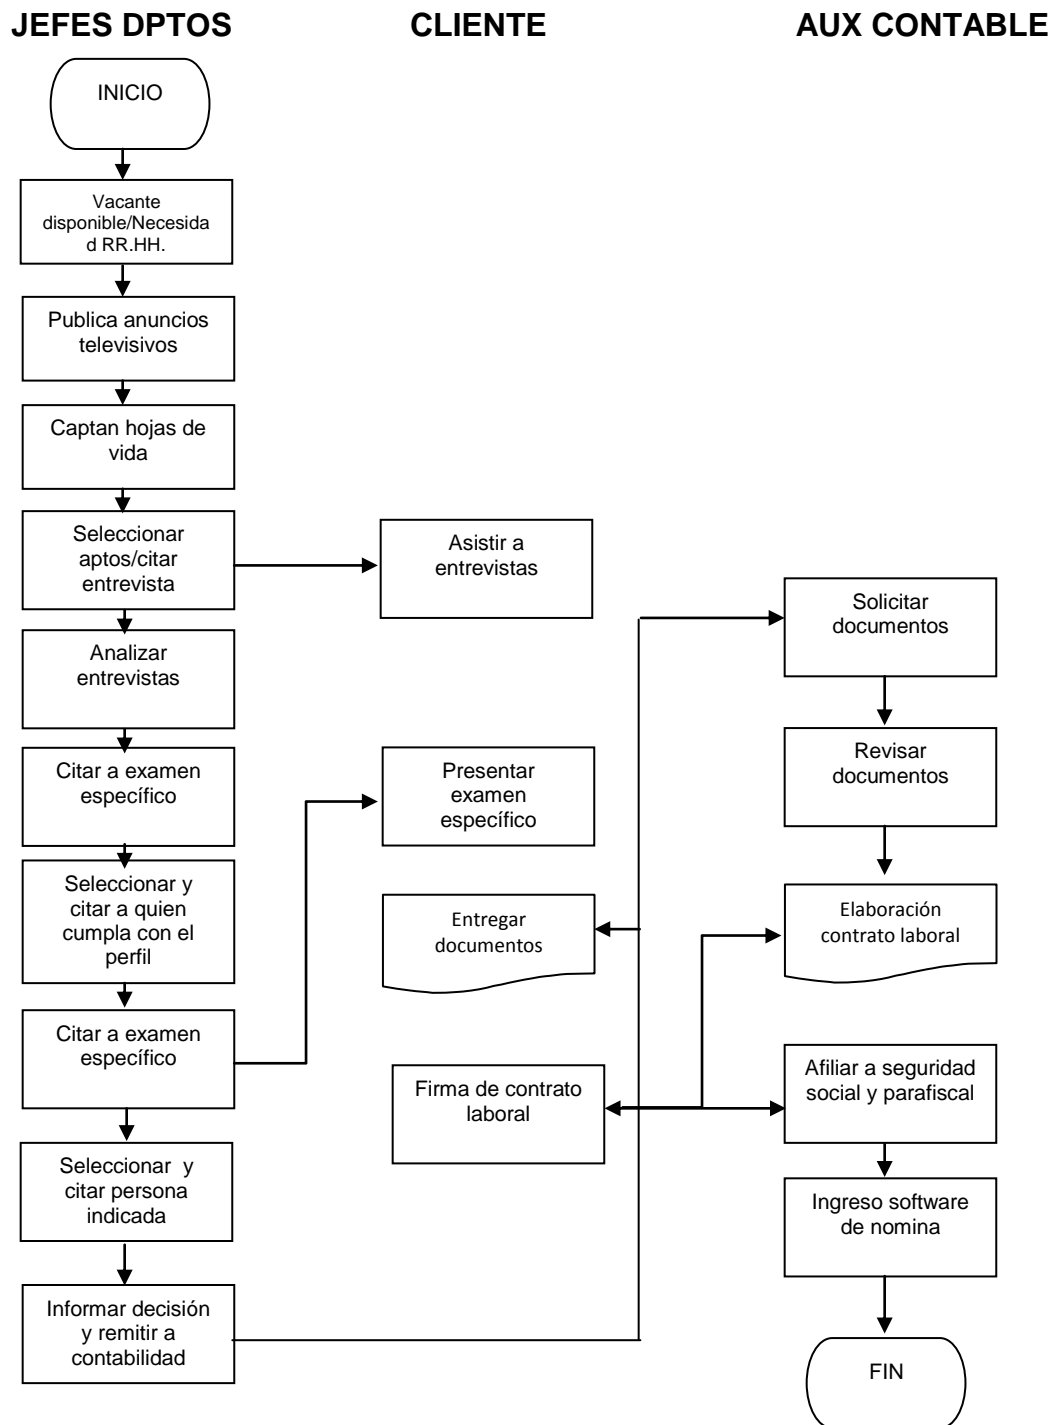 JEFES DPTOS
CLIENTE
AUX CONTABLE
INICIO
Vacante
disponible/Necesida
d RR.HH.
Publica anuncios
televisivos
Captan hojas de
vida
Seleccionar
aptos/citar
entrevista
Asistir a
entrevistas
Solicitar
documentos
Analizar
entrevistas
Citar a examen
específico
Presentar
examen
específico
Revisar
documentos
Seleccionar y
citar a quien
cumpla con el
perfil
Entregar
documentos
Elaboración
contrato laboral
Citar a examen
específico
Firma de contrato
laboral
Afiliar a seguridad
social y parafiscal
Seleccionar y
citar persona
indicada
Ingreso software
de nomina
Informar decisión
y remitir a
contabilidad
FIN